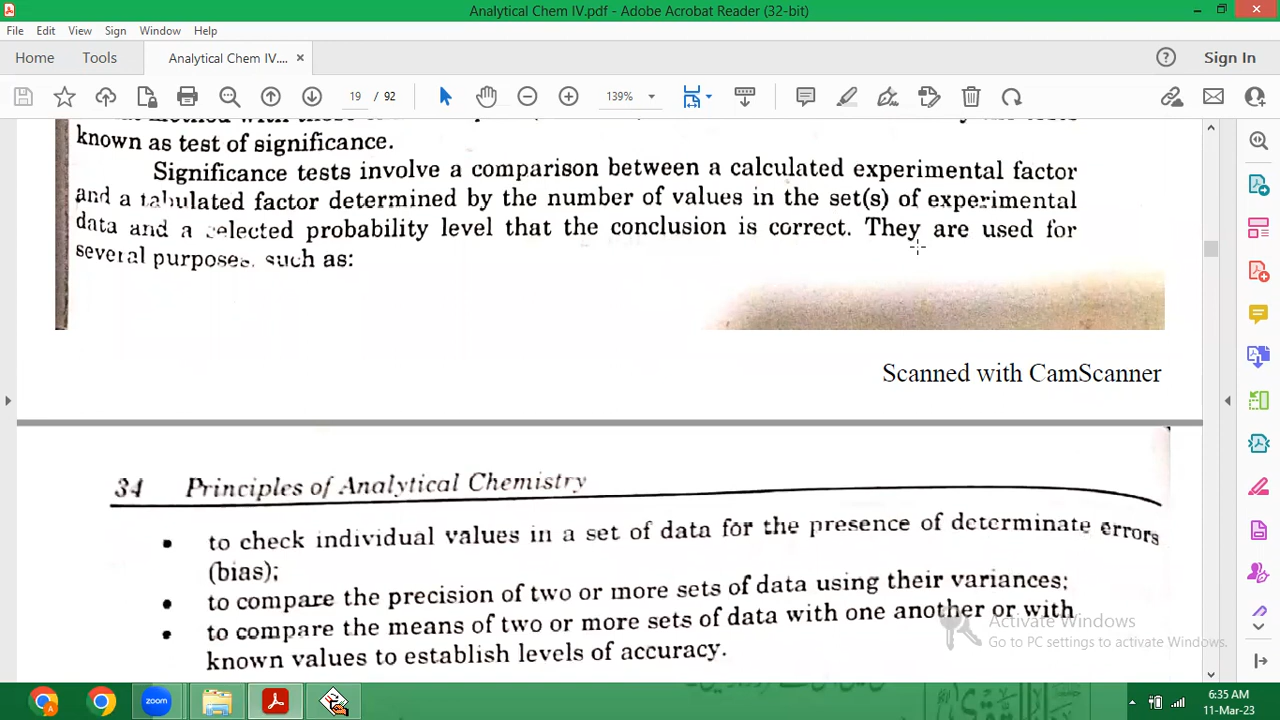 Analytical Chem IV.pdf - Adobe Acrobat Reader (32-bit)
File Edit View Sign Window Help
Home Tools Analytical Chem IV.... × Sign In
19 / 92 139%
known as test of significance.
Significance tests involve a comparison between a calculated experimental factor
and a tabulated factor determined by the number of values in the set(s) of experimental
data and a selected probability level that the conclusion is correct. They are used for
several purposes, such as:
Scanned with CamScanner
34 Principles of Analytical Chemistry
• to check individual values in a set of data for the presence of determinate errors
(bias);
• to compare the precision of two or more sets of data using their variances;
• to compare the means of two or more sets of data with one another or with
known values to establish levels of accuracy.
Activate Windows
Go to PC settings to activate Windows.
zoom
6:35 AM
11-Mar-23